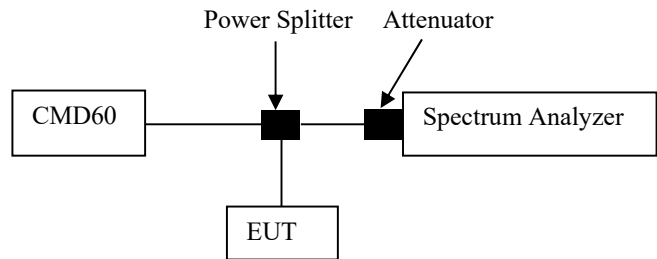 Power Splitter
Attenuator
CMD60
Spectrum Analyzer
EUT